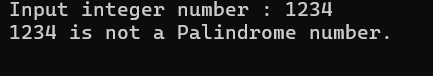 Input integer number : 1234
1234 is not a Palindrome number.